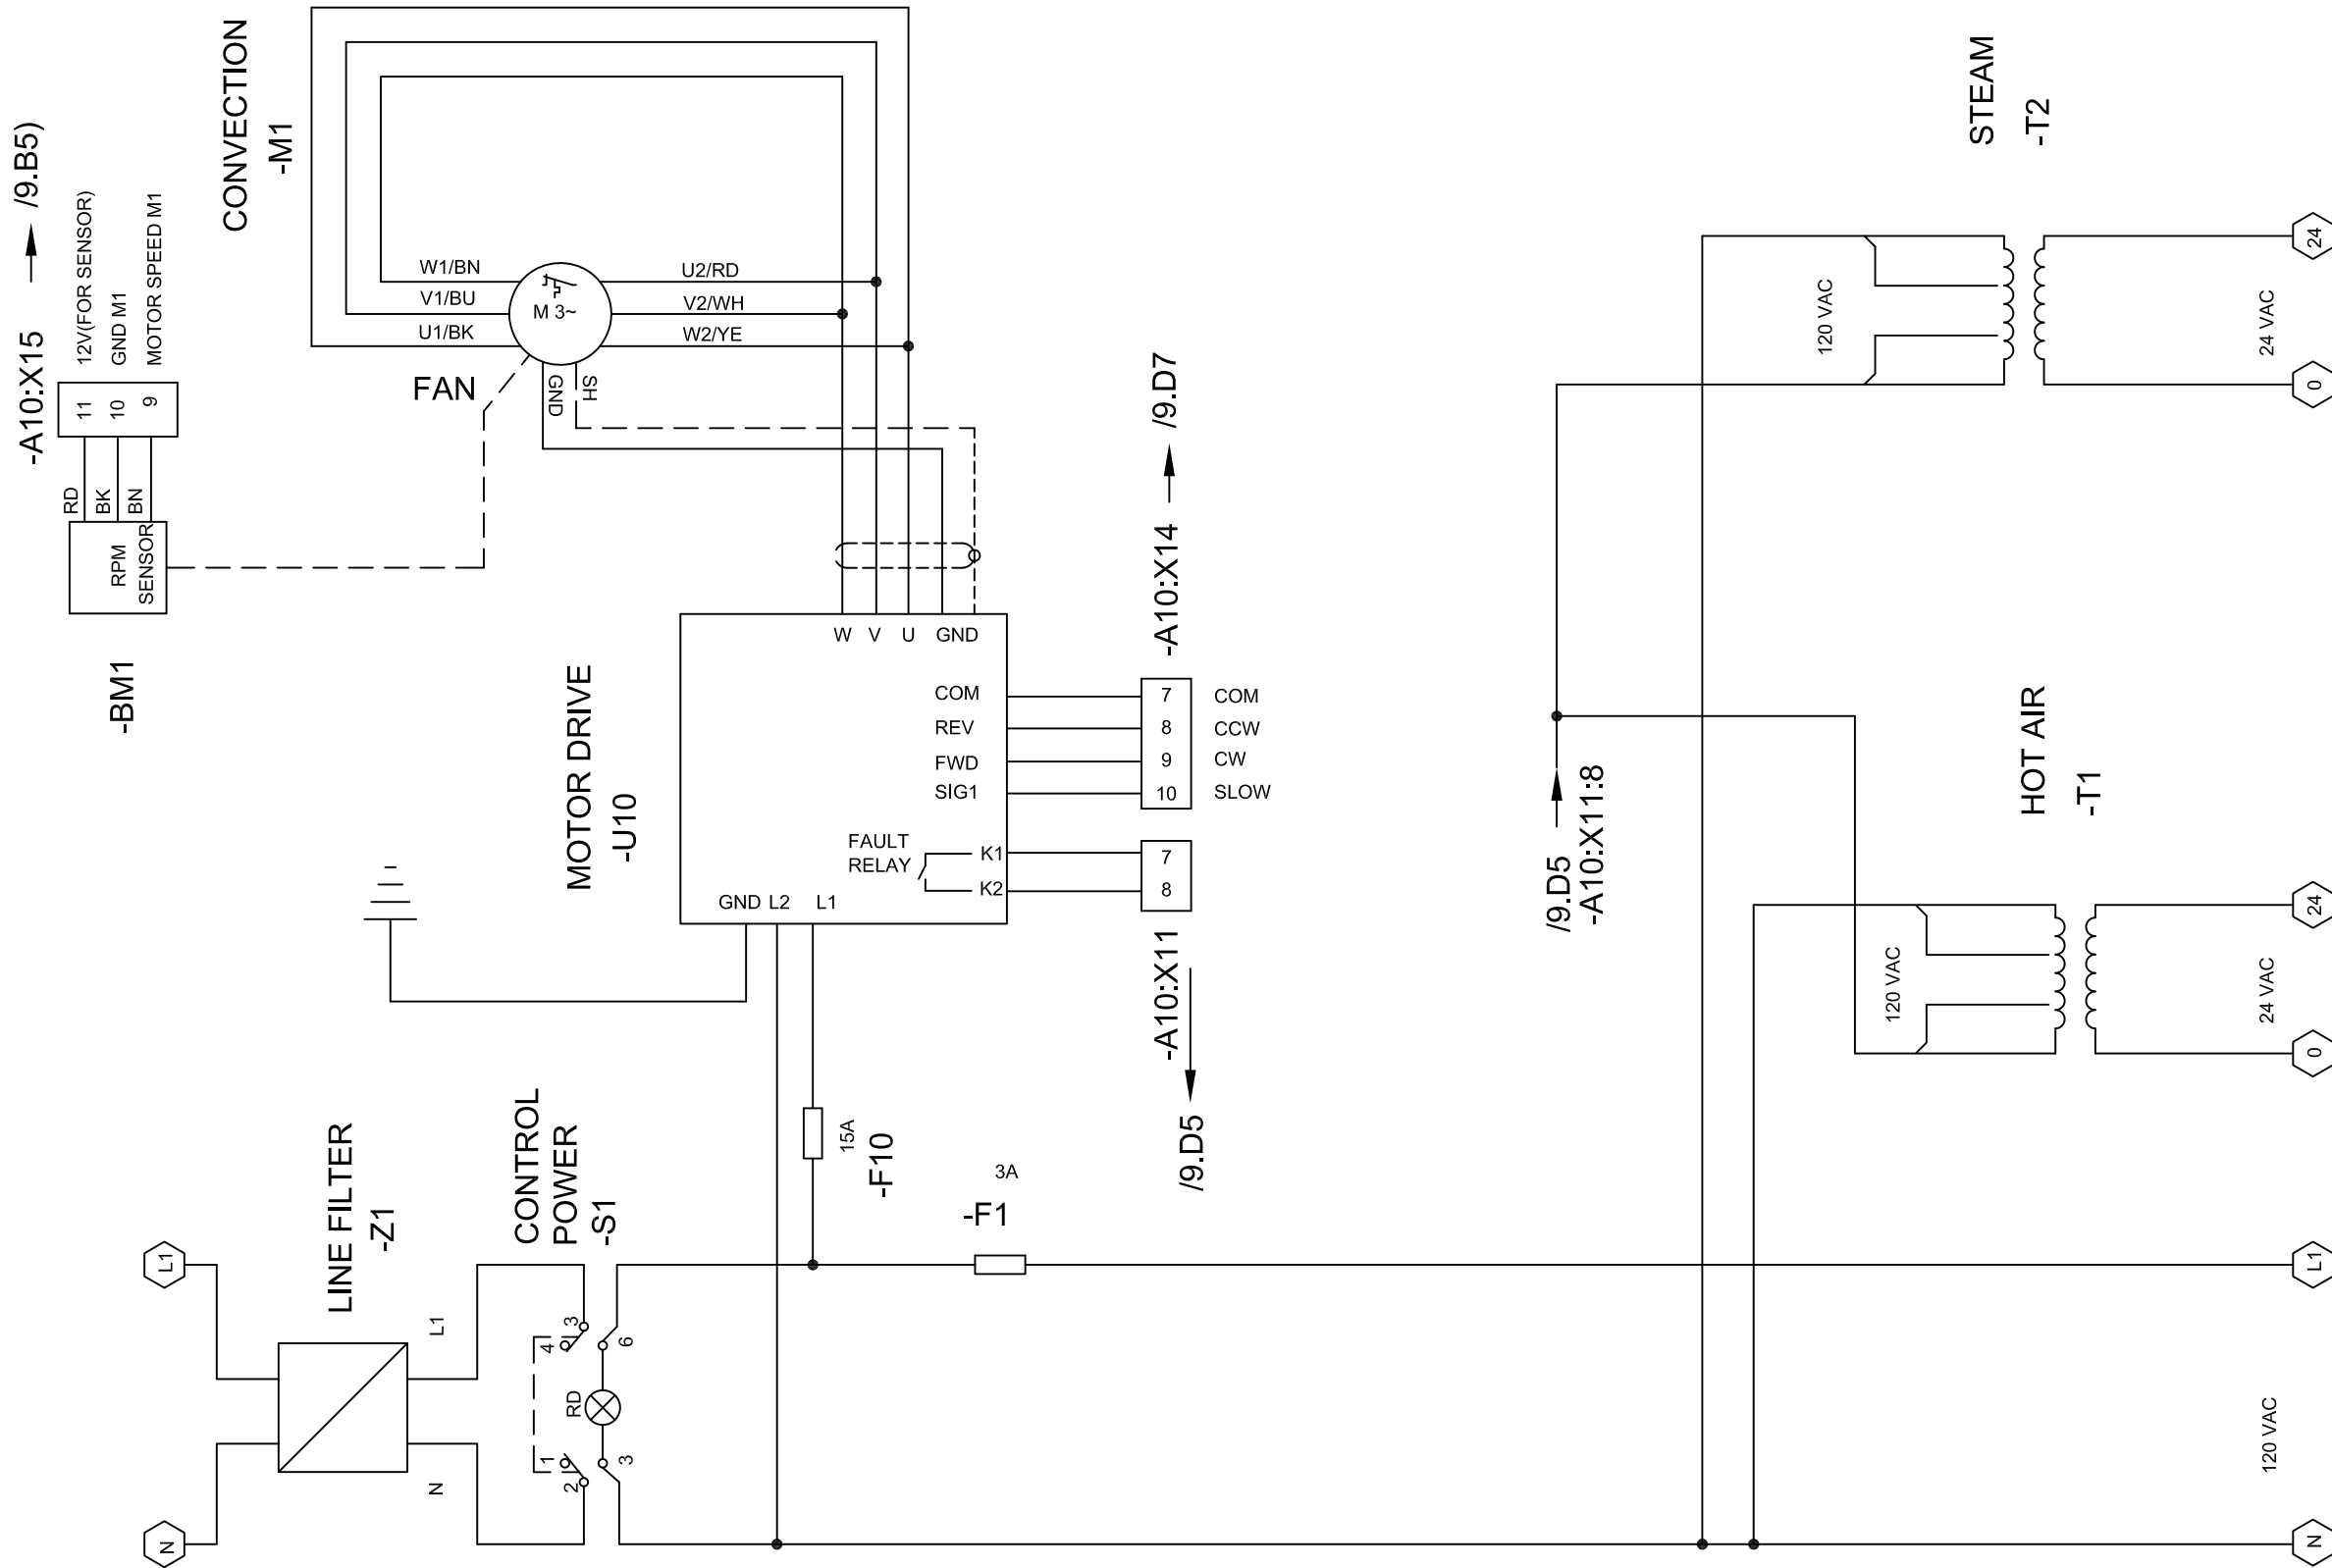 -A10:X15
/9.B5)
12V(FOR SENSOR)
GND M1
MOTOR SPEED M1
11
10
9
RD
BK
BN
RPM
SENSOR
-BM1
CONVECTION
-M1
W1/BN
V1/BU
U1/BK
M 3~
U2/RD
V2/WH
W2/YE
FAN
GND
SH
MOTOR DRIVE
-U10
W V U GND
COM
REV
FWD
SIG1
FAULT
RELAY
K1
K2
GND L2 L1
-A10:X14
/9.D7
7 COM
8 CCW
9 CW
10 SLOW
7
8
-A10:X11
/9.D5
L1
N
LINE FILTER
-Z1
L1
N
CONTROL
POWER
-S1
4
3
6
RD
1
2
3
15A
-F10
3A
-F1
STEAM
-T2
120 VAC
24 VAC
24
0
/9.D5
-A10:X11:8
HOT AIR
-T1
120 VAC
24 VAC
24
0
L1
120 VAC
N